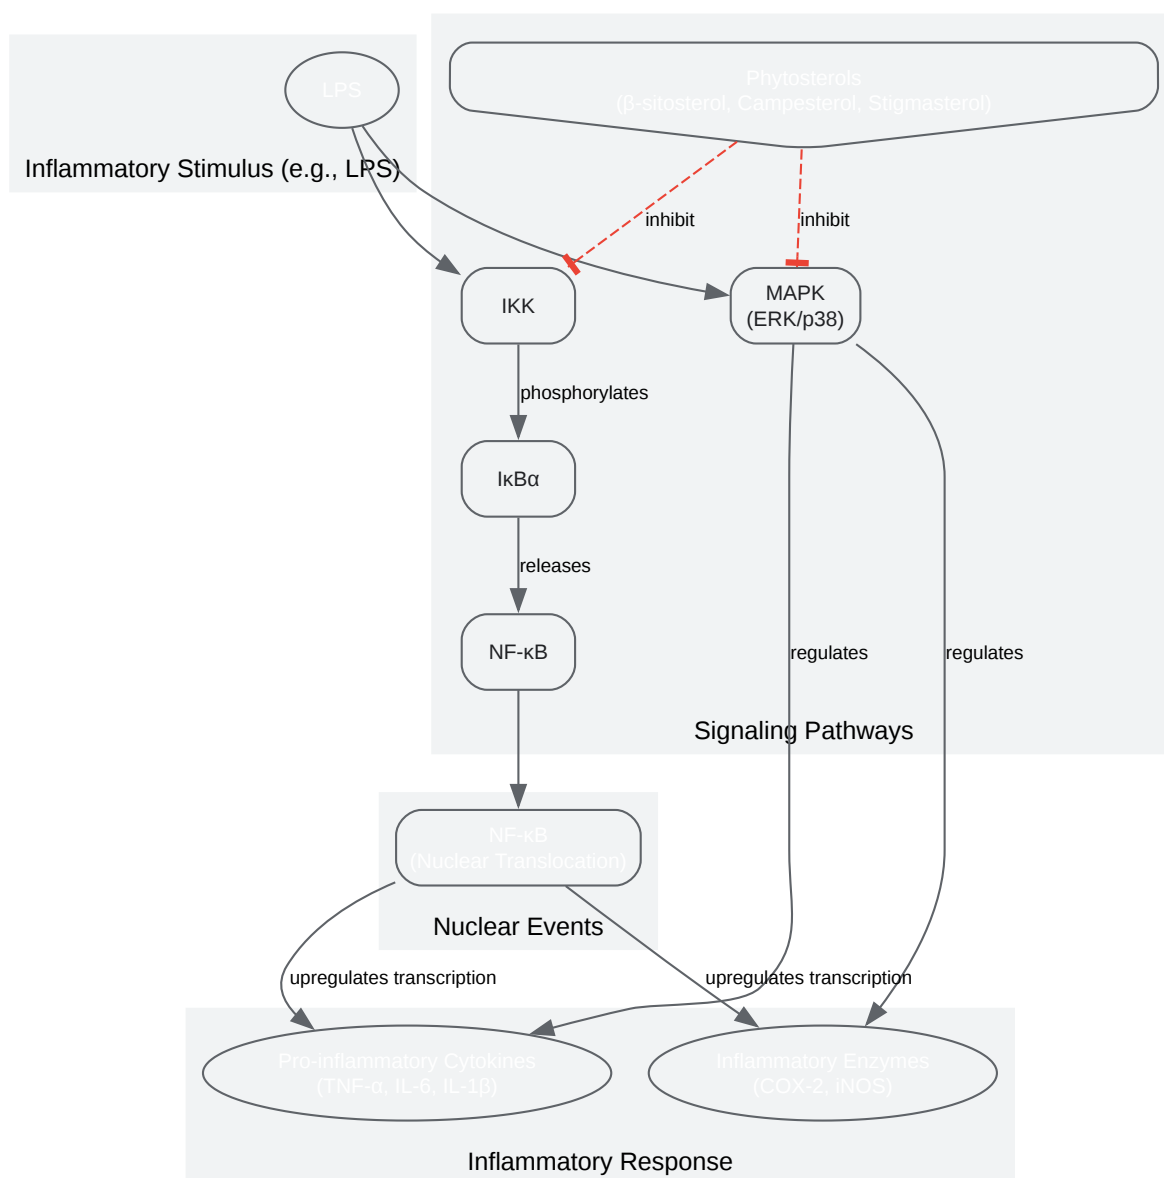 Phytosterols
(β-sitosterol, Campesterol, Stigmasterol)
LPS
Inflammatory Stimulus (e.g., LPS)
inhibit
inhibit
IKK
MAPK
(ERK/p38)
phosphorylates
IκBα
releases
NF-κB
regulates
regulates
Signaling Pathways
NF-κB
(Nuclear Translocation)
Nuclear Events
upregulates transcription
upregulates transcription
Pro-inflammatory Cytokines
(TNF-α, IL-6, IL-1β)
Inflammatory Enzymes
(COX-2, iNOS)
Inflammatory Response